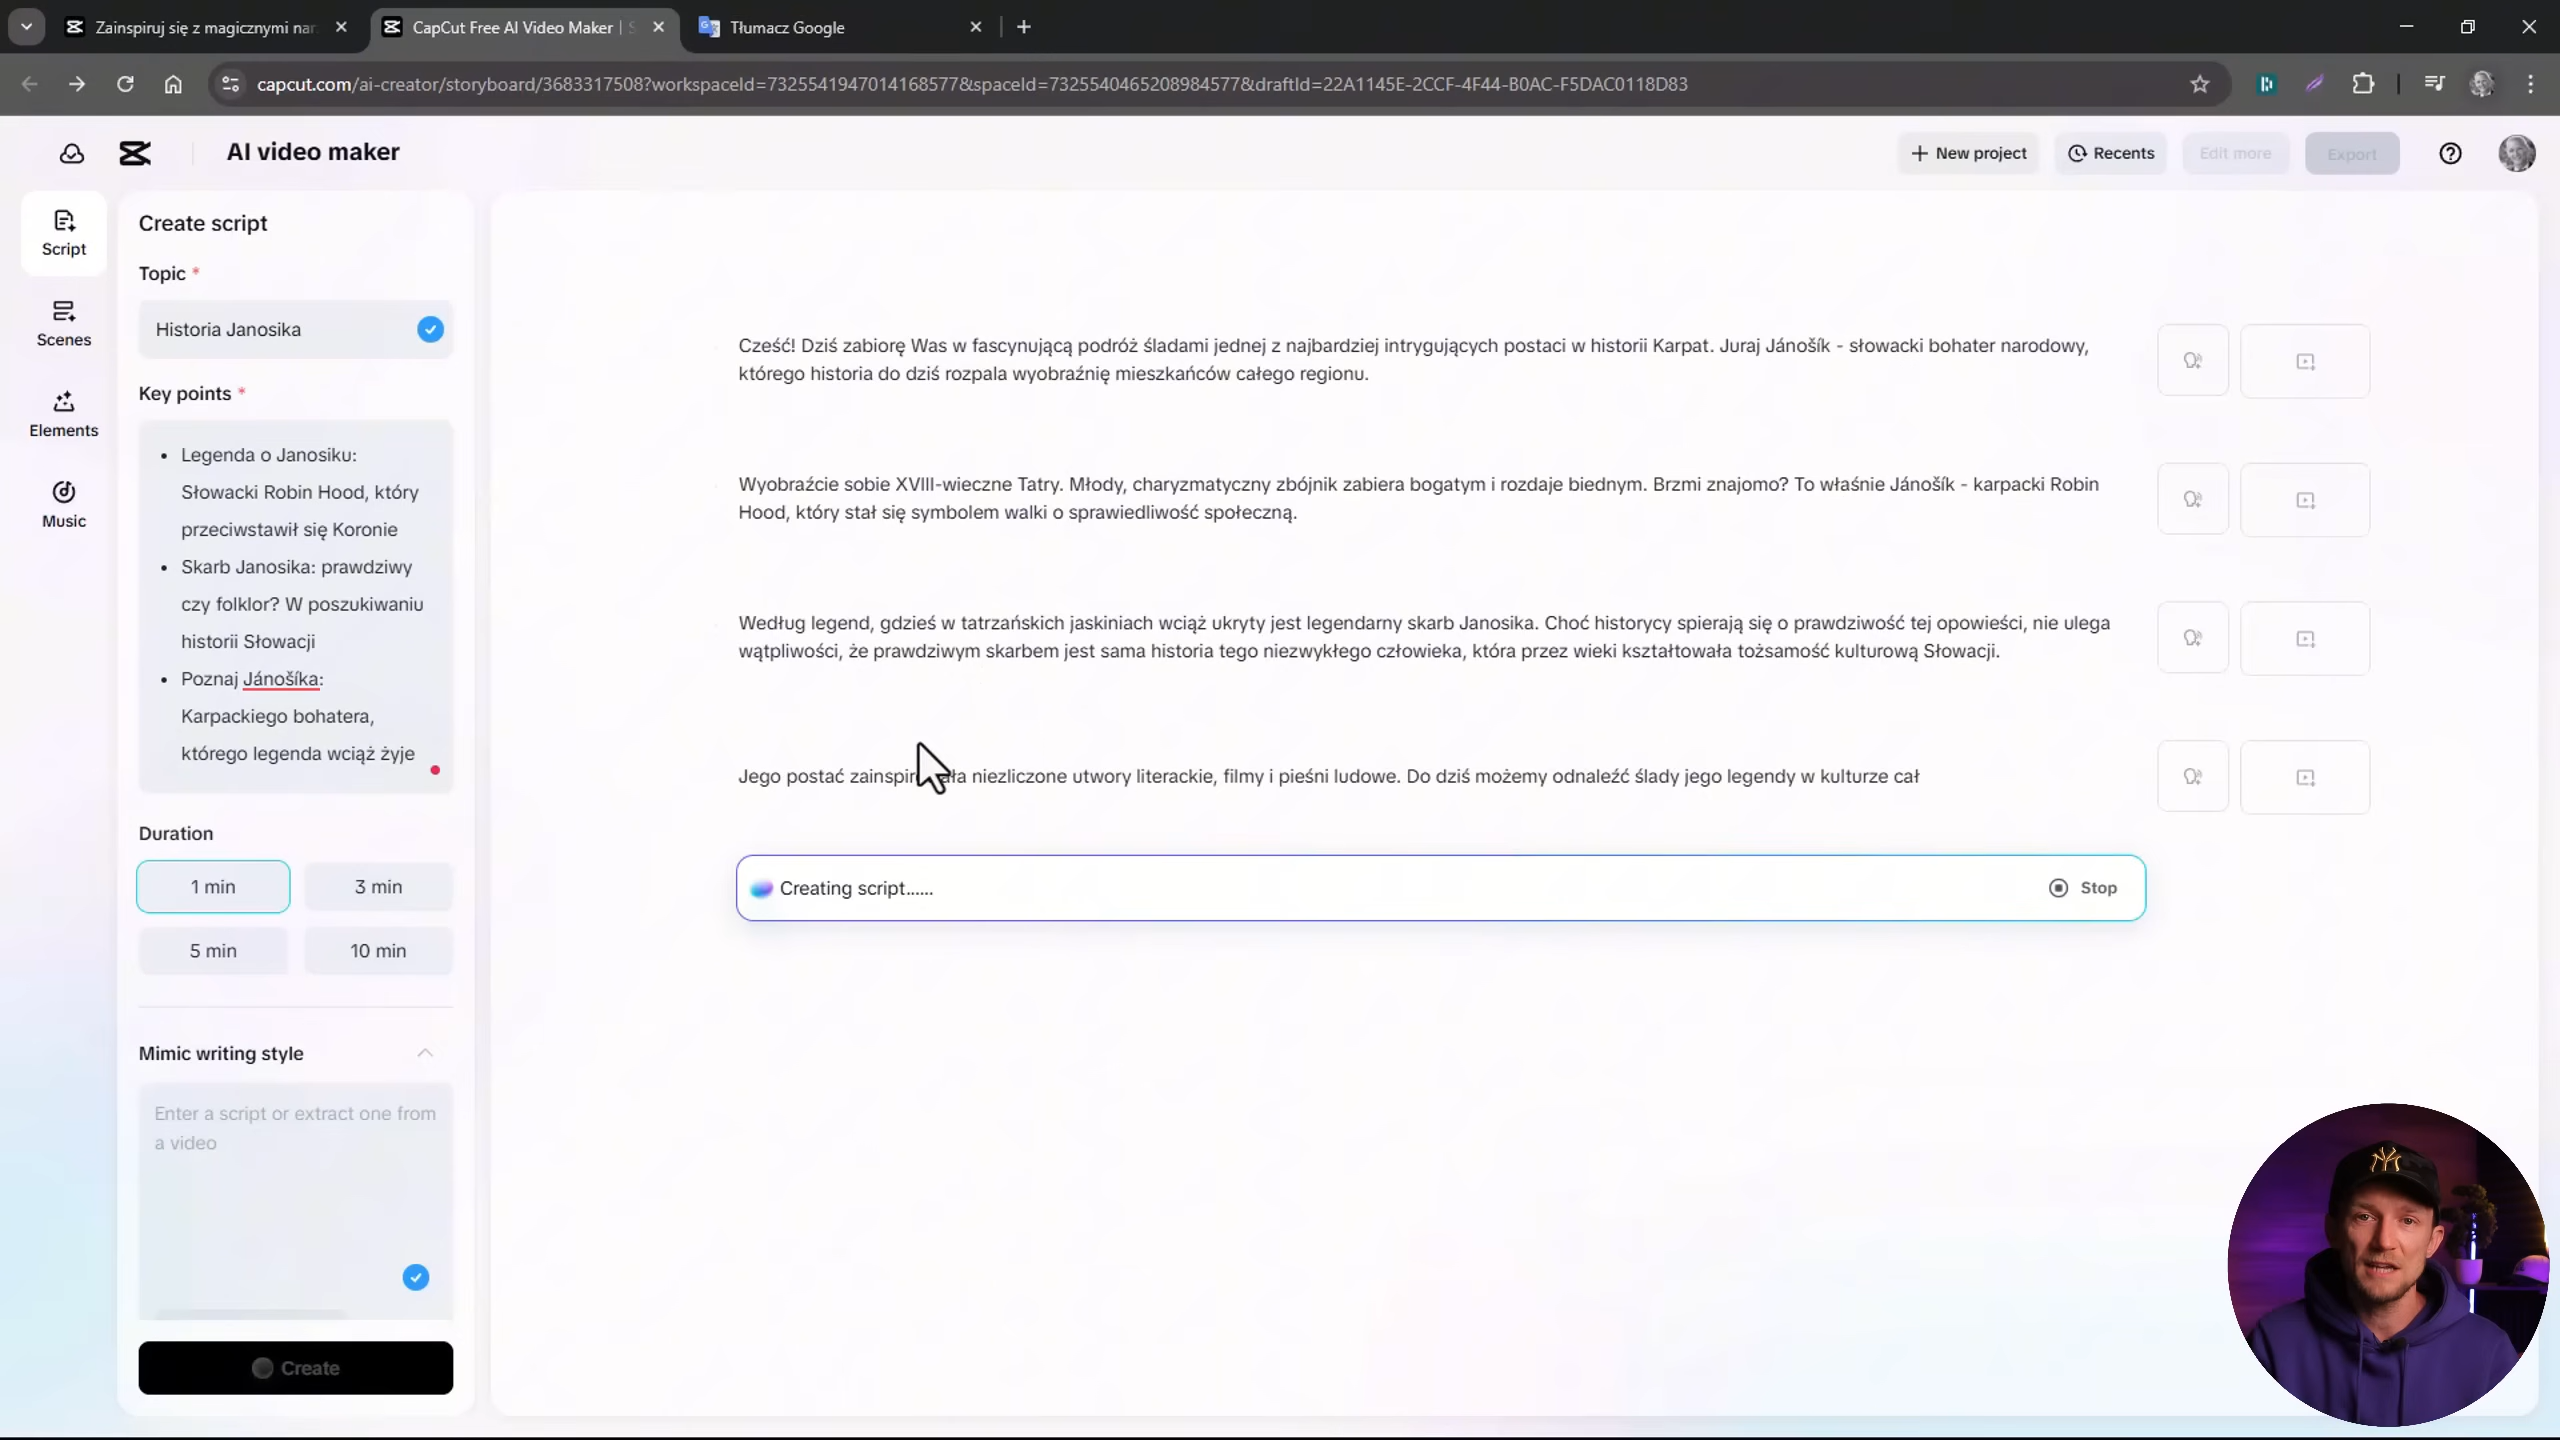 Zainspiruj się z magicznymi nar
CapCut Free AI Video Maker | S
Tłumacz Google
capcut.com/ai-creator/storyboard/3683317508?workspaceId=7325541947014168577&spaceId=7325540465208984577&draftId=22A1145E-2CCF-4F44-B0AC-F5DAC0118D83
AI video maker
New project
Recents
Edit more
Export
Script
Scenes
Elements
Music
Create script
Topic *
Historia Janosika
Key points *
• Legenda o Janosiku:
Słowacki Robin Hood, który
przeciwstawił się Koronie
• Skarb Janosika: prawdziwy
czy folklor? W poszukiwaniu
historii Słowacji
• Poznaj Jánošíka:
Karpackiego bohatera,
którego legenda wciąż żyje
Duration
1 min
3 min
5 min
10 min
Mimic writing style
Enter a script or extract one from
a video
Create
Cześć! Dziś zabiorę Was w fascynującą podróż śladami jednej z najbardziej intrygujących postaci w historii Karpat. Juraj Jánošík - słowacki bohater narodowy,
którego historia do dziś rozpala wyobraźnię mieszkańców całego regionu.
Wyobraźcie sobie XVIII-wieczne Tatry. Młody, charyzmatyczny zbójnik zabiera bogatym i rozdaje biednym. Brzmi znajomo? To właśnie Jánošík - karpacki Robin
Hood, który stał się symbolem walki o sprawiedliwość społeczną.
Według legend, gdzieś w tatrzańskich jaskiniach wciąż ukryty jest legendarny skarb Janosika. Choć historycy spierają się o prawdziwość tej opowieści, nie ulega
wątpliwości, że prawdziwym skarbem jest sama historia tego niezwykłego człowieka, która przez wieki kształtowała tożsamość kulturową Słowacji.
Jego postać niezliczone utwory literackie, filmy i pieśni ludowe. Do dziś możemy odnaleźć ślady jego legendy w kulturze cał
Creating script......
Stop